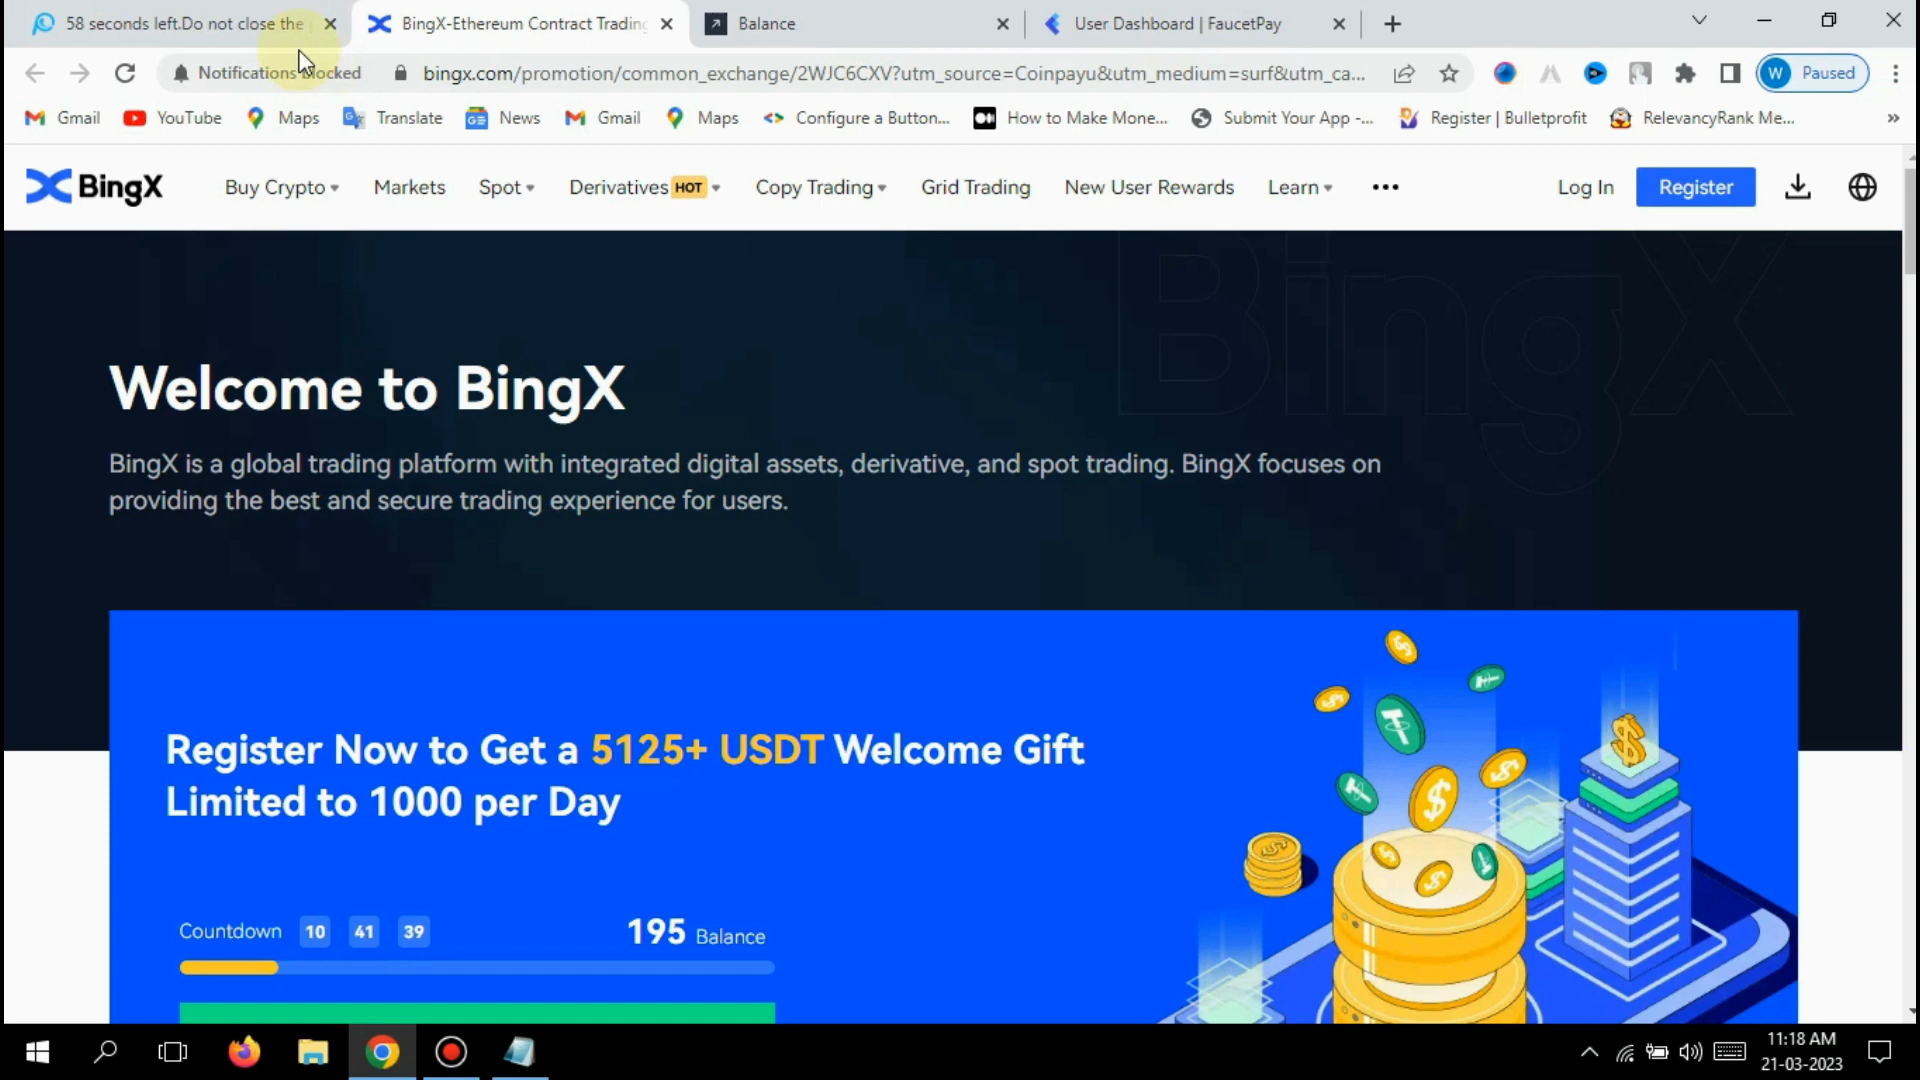 58 seconds left.Do not close the
BingX-Ethereum Contract Trading
Balance
User Dashboard | FaucetPay
Notifications blocked
bingx.com/promotion/common_exchange/2WJC6CXV?utm_source=Coinpayu&utm_medium=surf&utm_ca...
W Paused
Gmail YouTube Maps Translate News Gmail Maps Configure a Button... How to Make Mone... Submit Your App -... Register | Bulletprofit RelevancyRank Me... »
BingX
Buy Crypto Markets Spot Derivatives HOT Copy Trading Grid Trading New User Rewards Learn ••• Log In Register
BingX
Welcome to BingX
BingX is a global trading platform with integrated digital assets, derivative, and spot trading. BingX focuses on
providing the best and secure trading experience for users.
Register Now to Get a 5125+ USDT Welcome Gift
Limited to 1000 per Day
Countdown 10 41 39 195 Balance
11:18 AM
21-03-2023